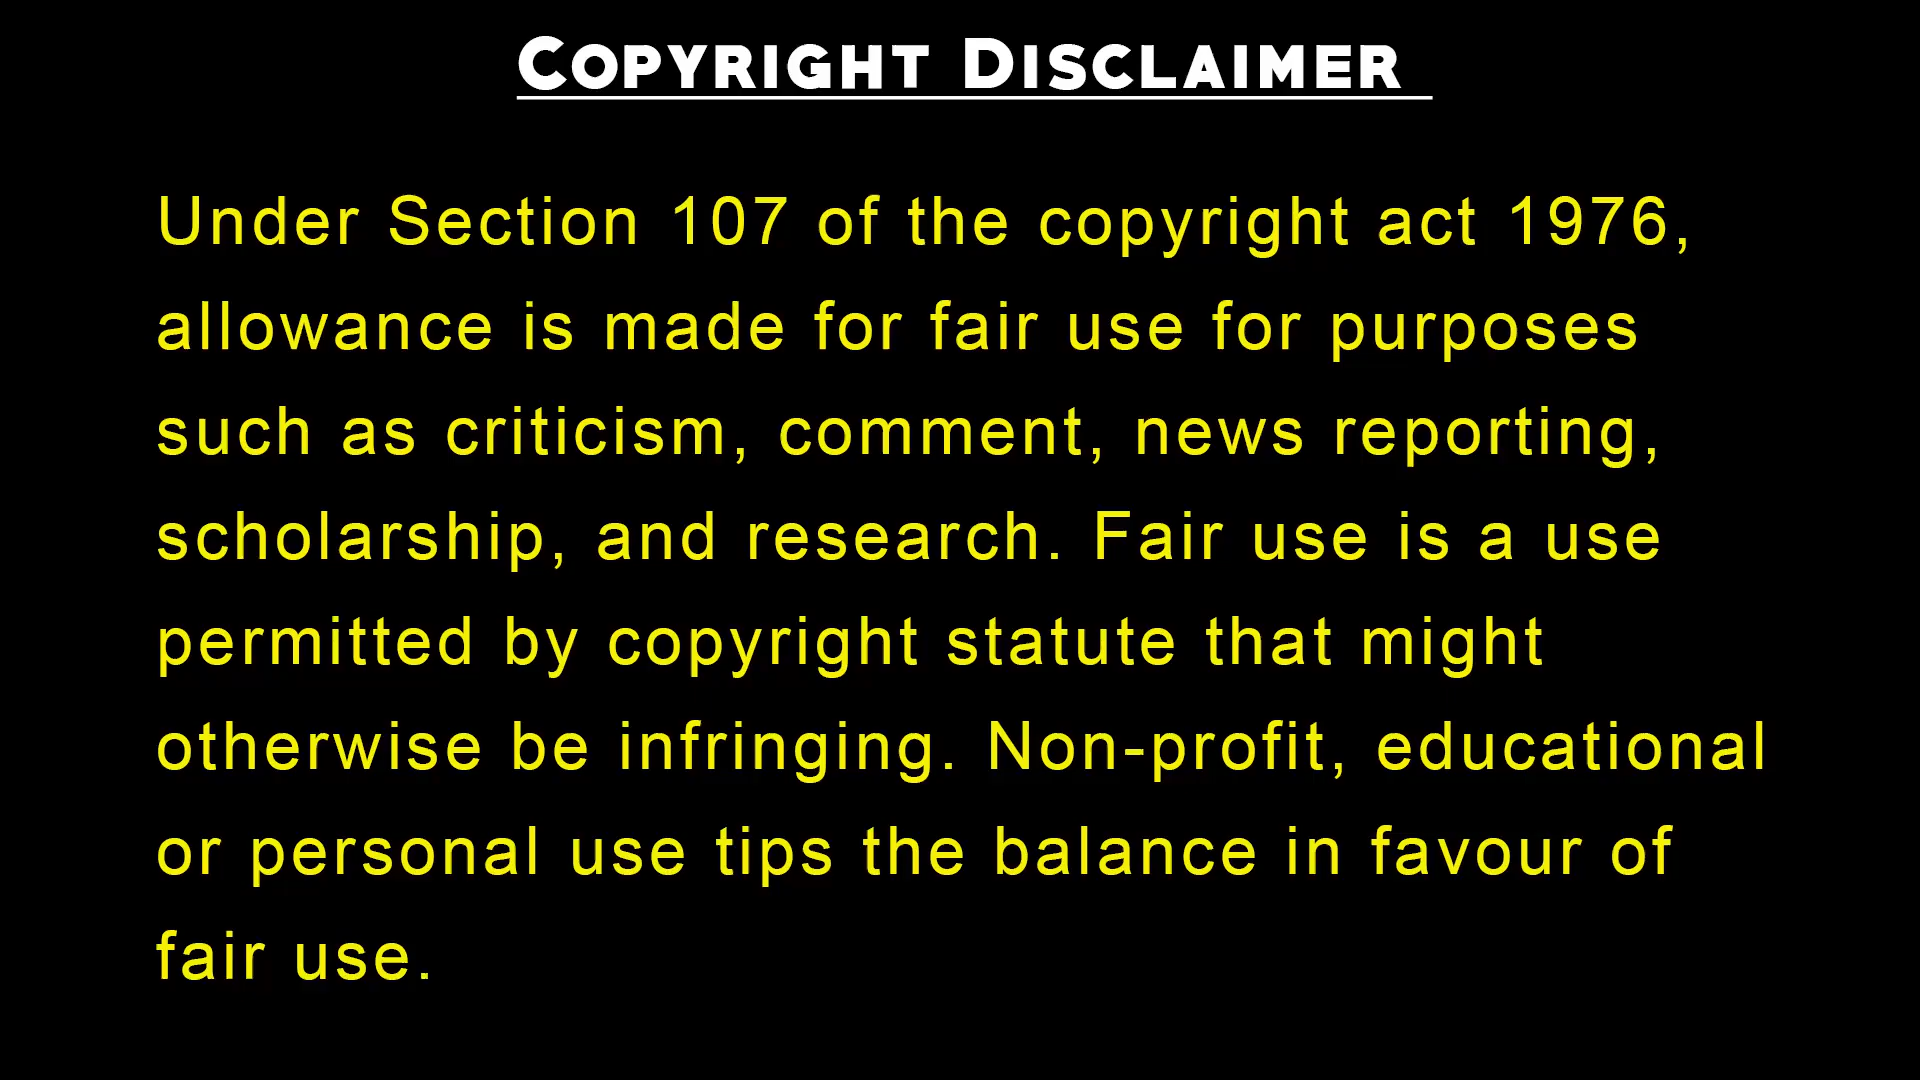 Copyright Disclaimer
Under Section 107 of the copyright act 1976,
allowance is made for fair use for purposes
such as criticism, comment, news reporting,
scholarship, and research. Fair use is a use
permitted by copyright statute that might
otherwise be infringing. Non-profit, educational
or personal use tips the balance in favour of
fair use.